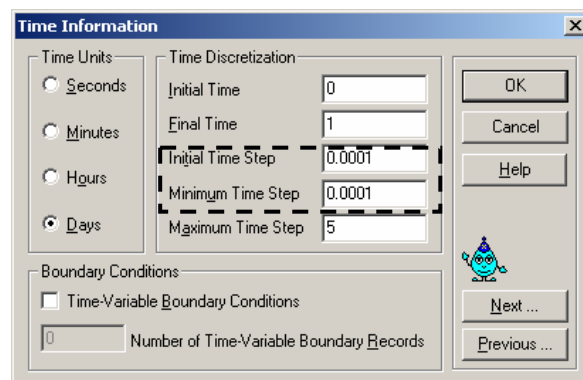 Time Information
Time Units
Seconds
Minutes
Hours
Days
Time Discretization
Initial Time 0
Final Time 1
Initial Time Step 0.0001
Minimum Time Step 0.0001
Maximum Time Step 5
Boundary Conditions
Time-Variable Boundary Conditions
0 Number of Time-Variable Boundary Records
OK
Cancel
Help
Next ...
Previous ...